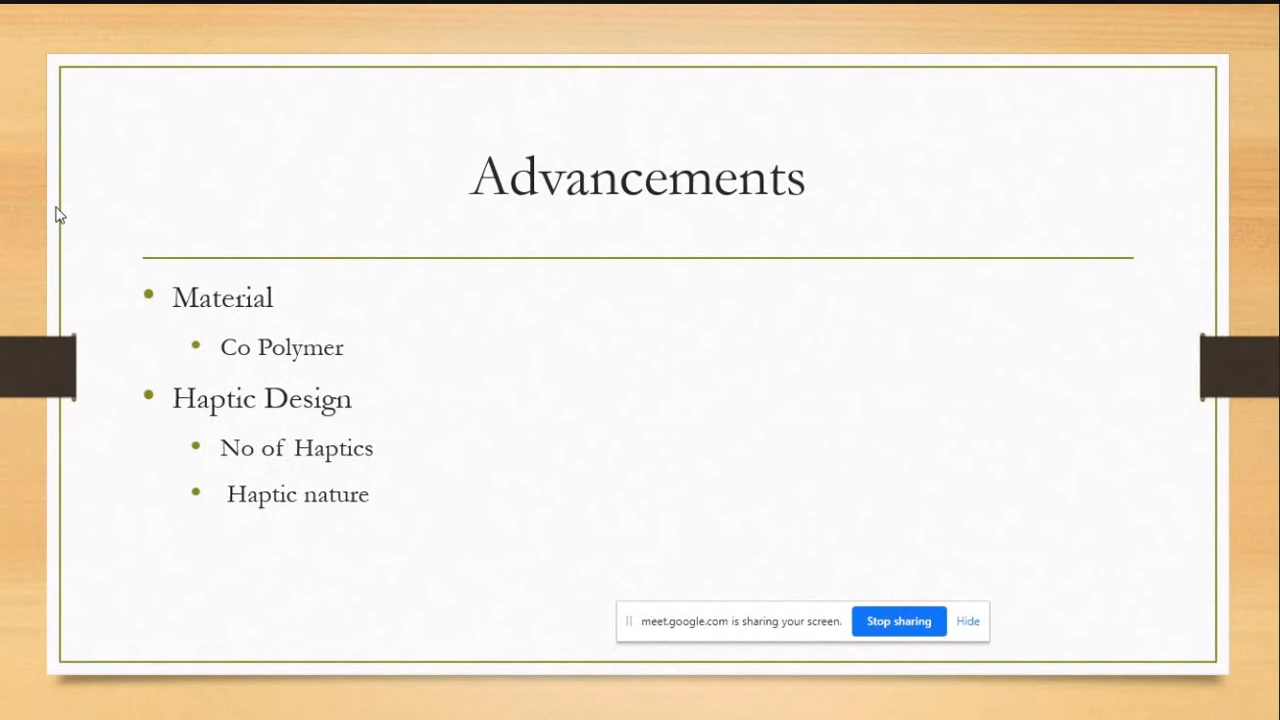 Advancements
Material
Co Polymer
Haptic Design
No of Haptics
Haptic nature
meet.google.com is sharing your screen. Stop sharing Hide